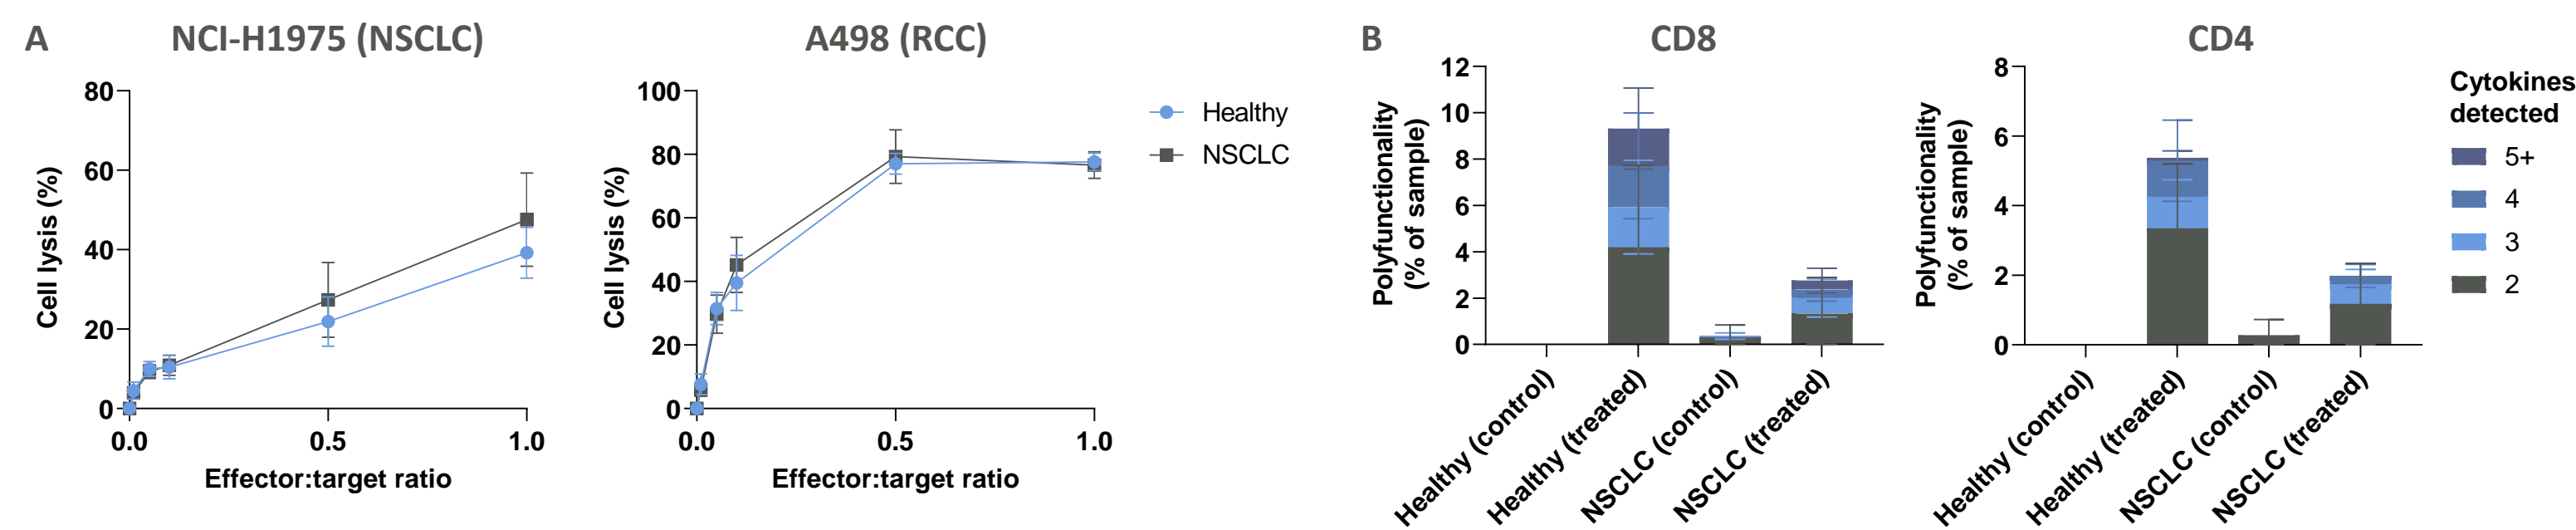 A
NCI-H1975 (NSCLC)
80
60
40
20
0
Cell lysis (%)
0.0 0.5 1.0
Effector:target ratio
A498 (RCC)
100
80
60
40
20
0
Cell lysis (%)
0.0 0.5 1.0
Effector:target ratio
Healthy
NSCLC
B
CD8
12
10
8
6
4
2
0
Polyfunctionality
(% of sample)
Healthy (control)
Healthy (treated)
NSCLC (control)
NSCLC (treated)
CD4
8
6
4
2
0
Polyfunctionality
(% of sample)
Healthy (control)
Healthy (treated)
NSCLC (control)
NSCLC (treated)
Cytokines
detected
5+
4
3
2